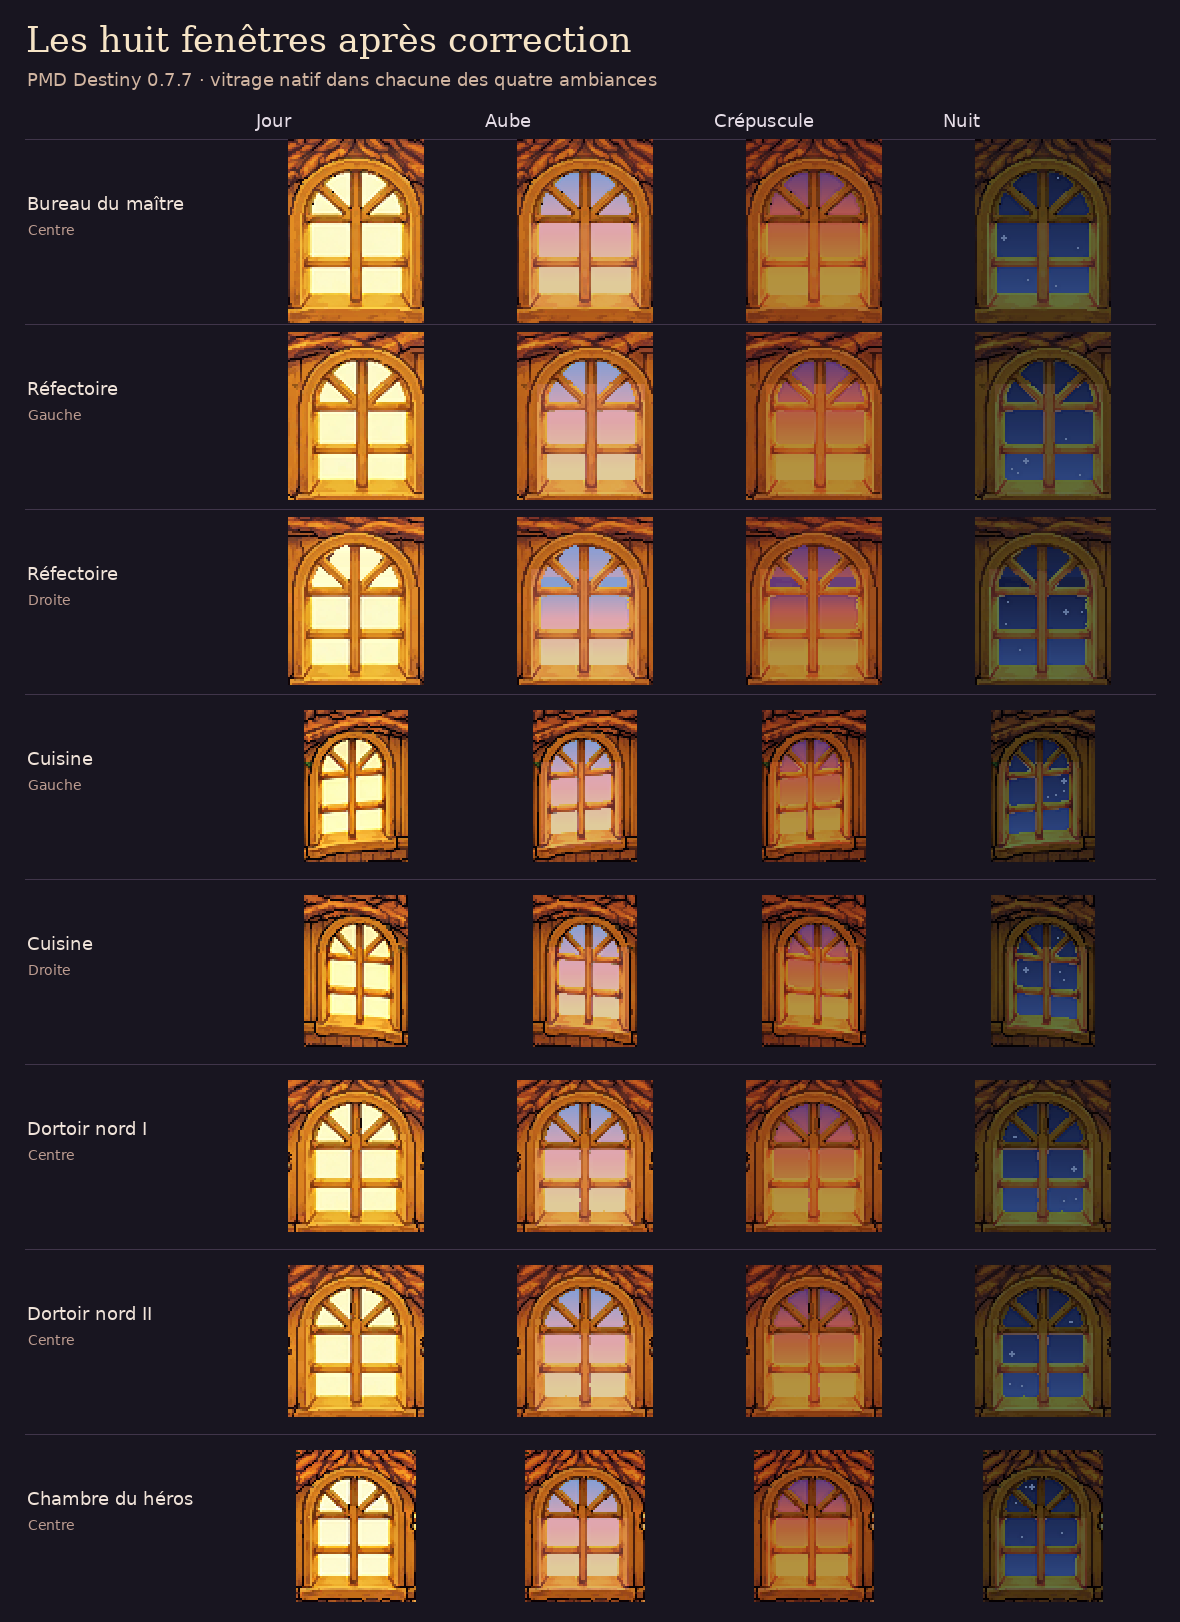 Les huit fenêtres après correction
PMD Destiny 0.7.7 · vitrage natif dans chacune des quatre ambiances
Jour Aube Crépuscule Nuit
Bureau du maître
Centre
Réfectoire
Gauche
Réfectoire
Droite
Cuisine
Gauche
Cuisine
Droite
Dortoir nord I
Centre
Dortoir nord II
Centre
Chambre du héros
Centre